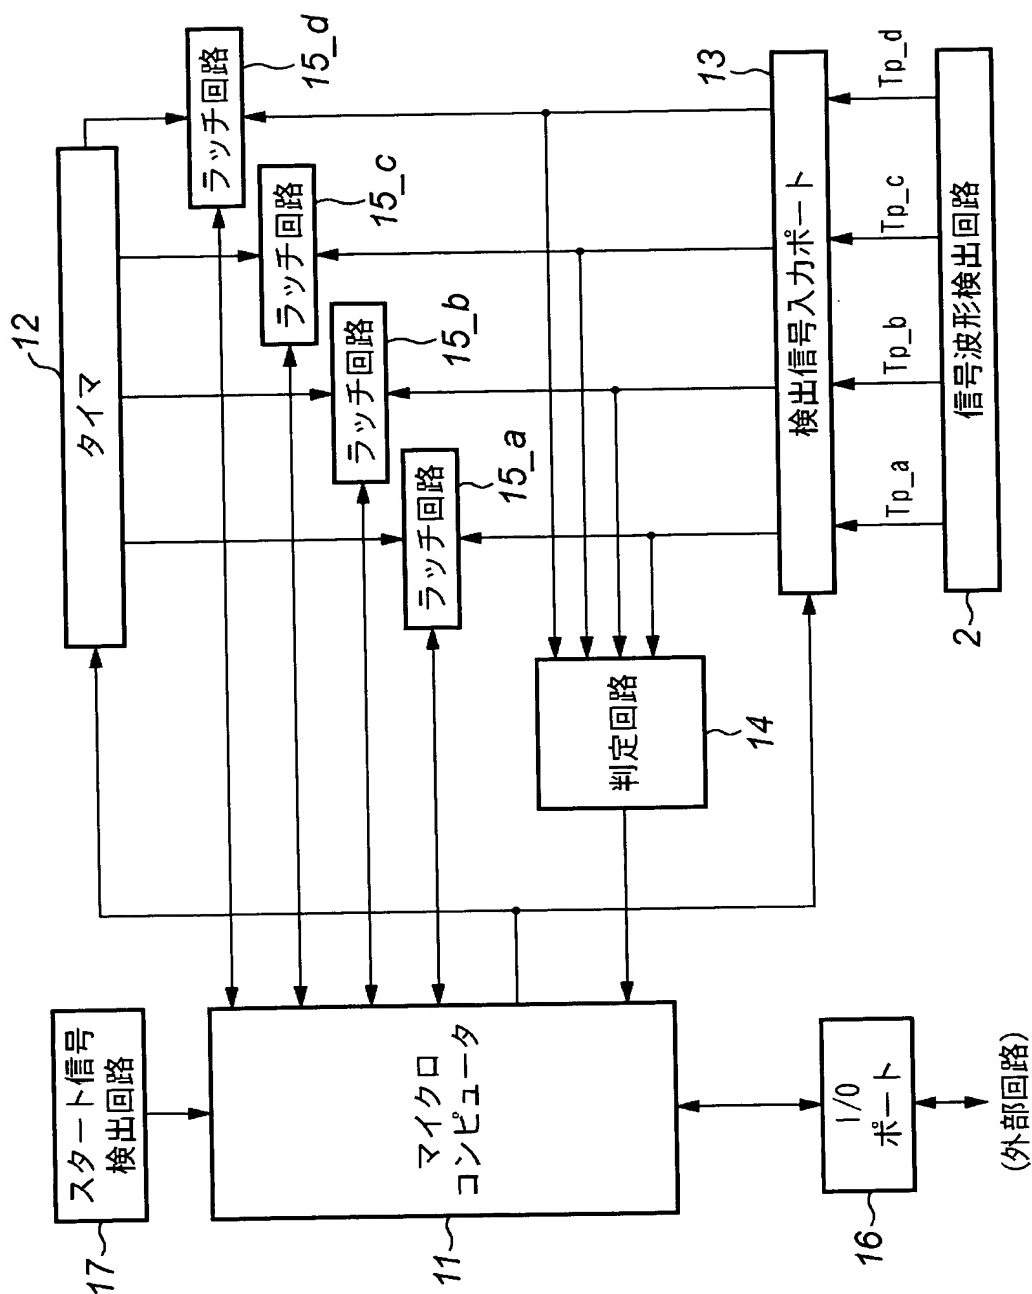 17
スタート信号
検出回路
11
マイクロ
コンピュータ
16
I/O
ポート
(外部回路)
12
タイマ
ラッチ回路
15_d
ラッチ回路
15_c
ラッチ回路
15_b
ラッチ回路
15_a
判定回路
14
13
検出信号入力ポート
Tp_a
Tp_b
Tp_c
Tp_d
2
信号波形検出回路